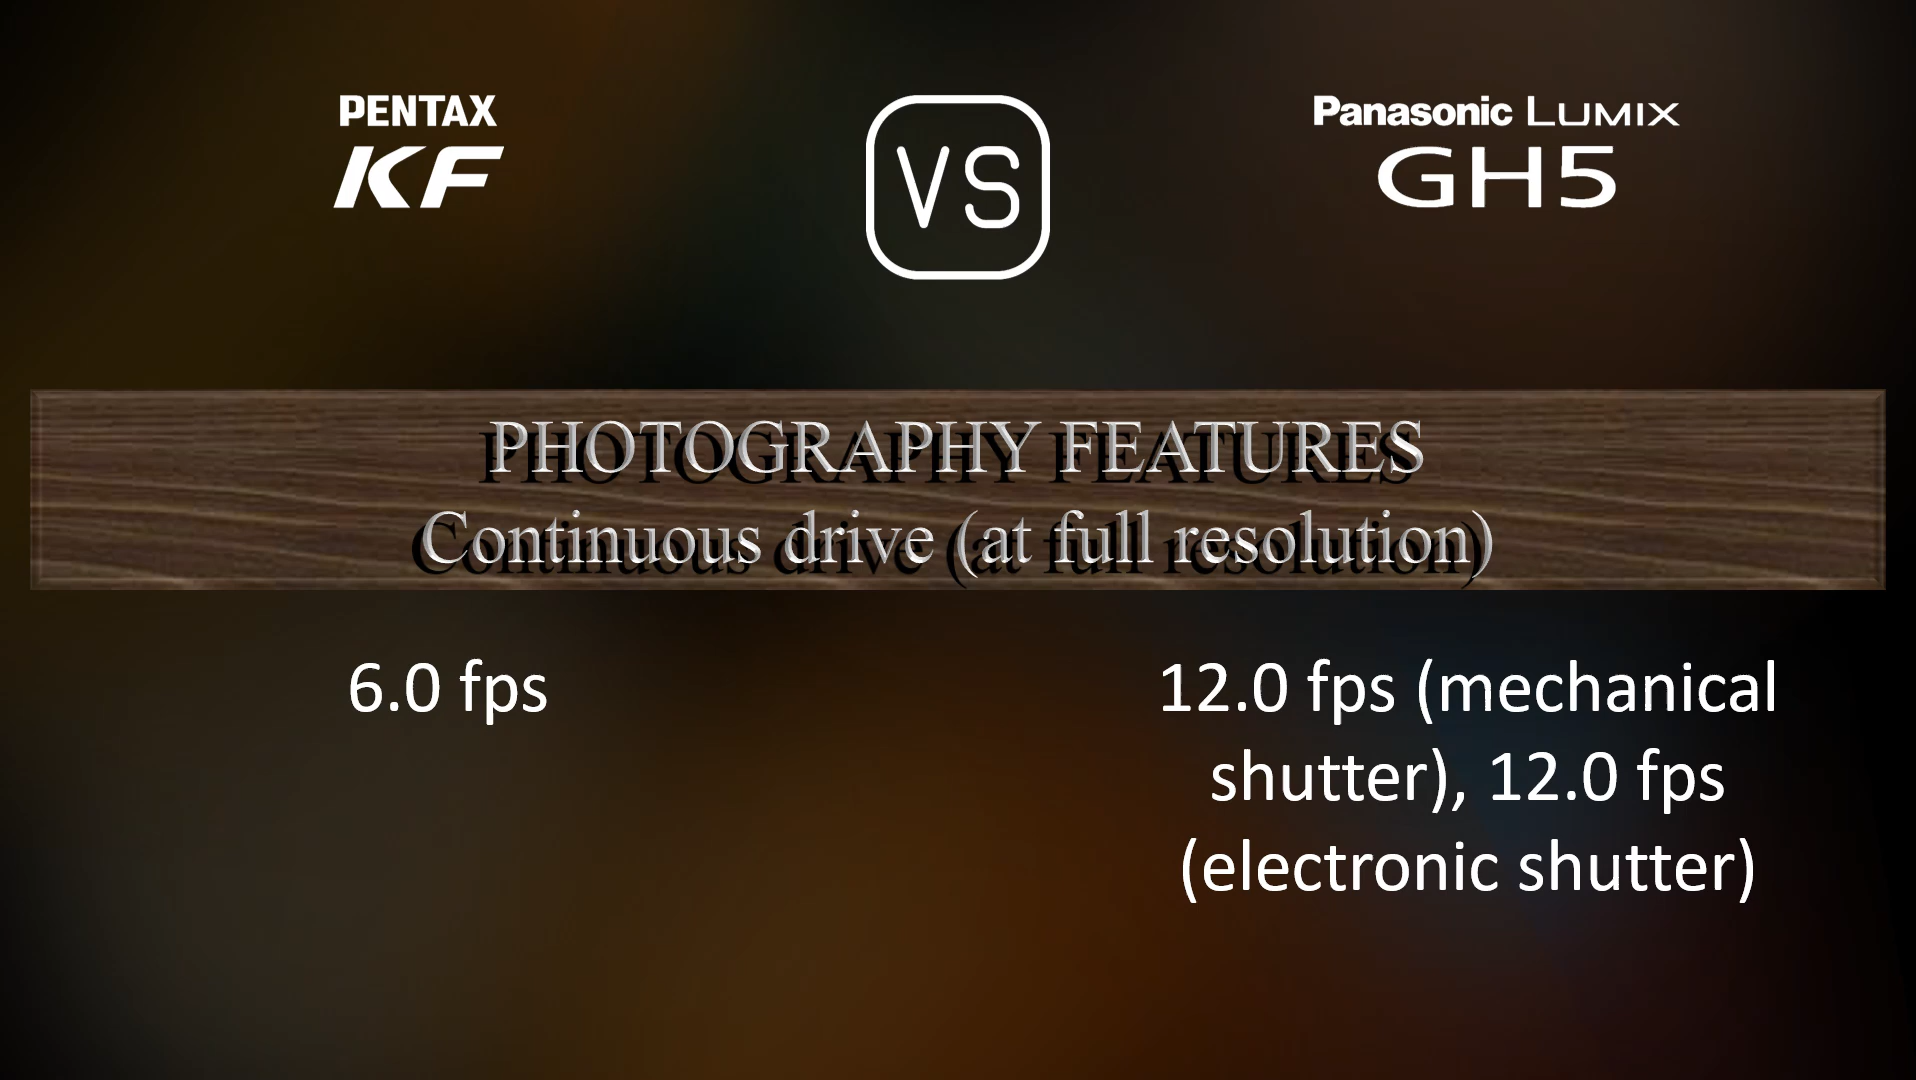 PENTAX
KF
VS
Panasonic LUMIX
GH5
PHOTOGRAPHY FEATURES
Continuous drive (at full resolution)
6.0 fps
12.0 fps (mechanical
shutter), 12.0 fps
(electronic shutter)